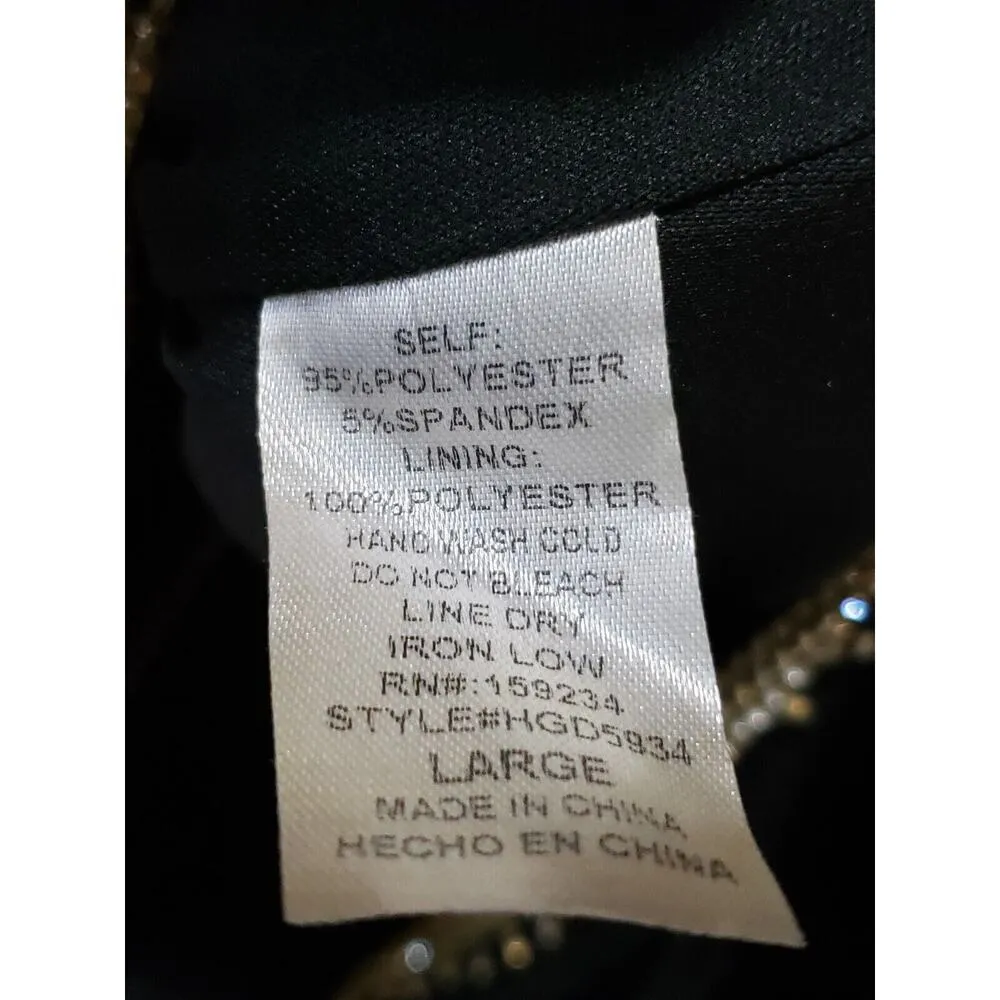 SELF:
95%POLYESTER
5%SPANDEX
LINING:
100%POLYESTER
HAND WASH COLD
DO NOT BLEACH
LINE DRY
IRON LOW
RN#:159234
STYLE#HGD5934
LARGE
MADE IN CHINA
HECHO EN CHINA